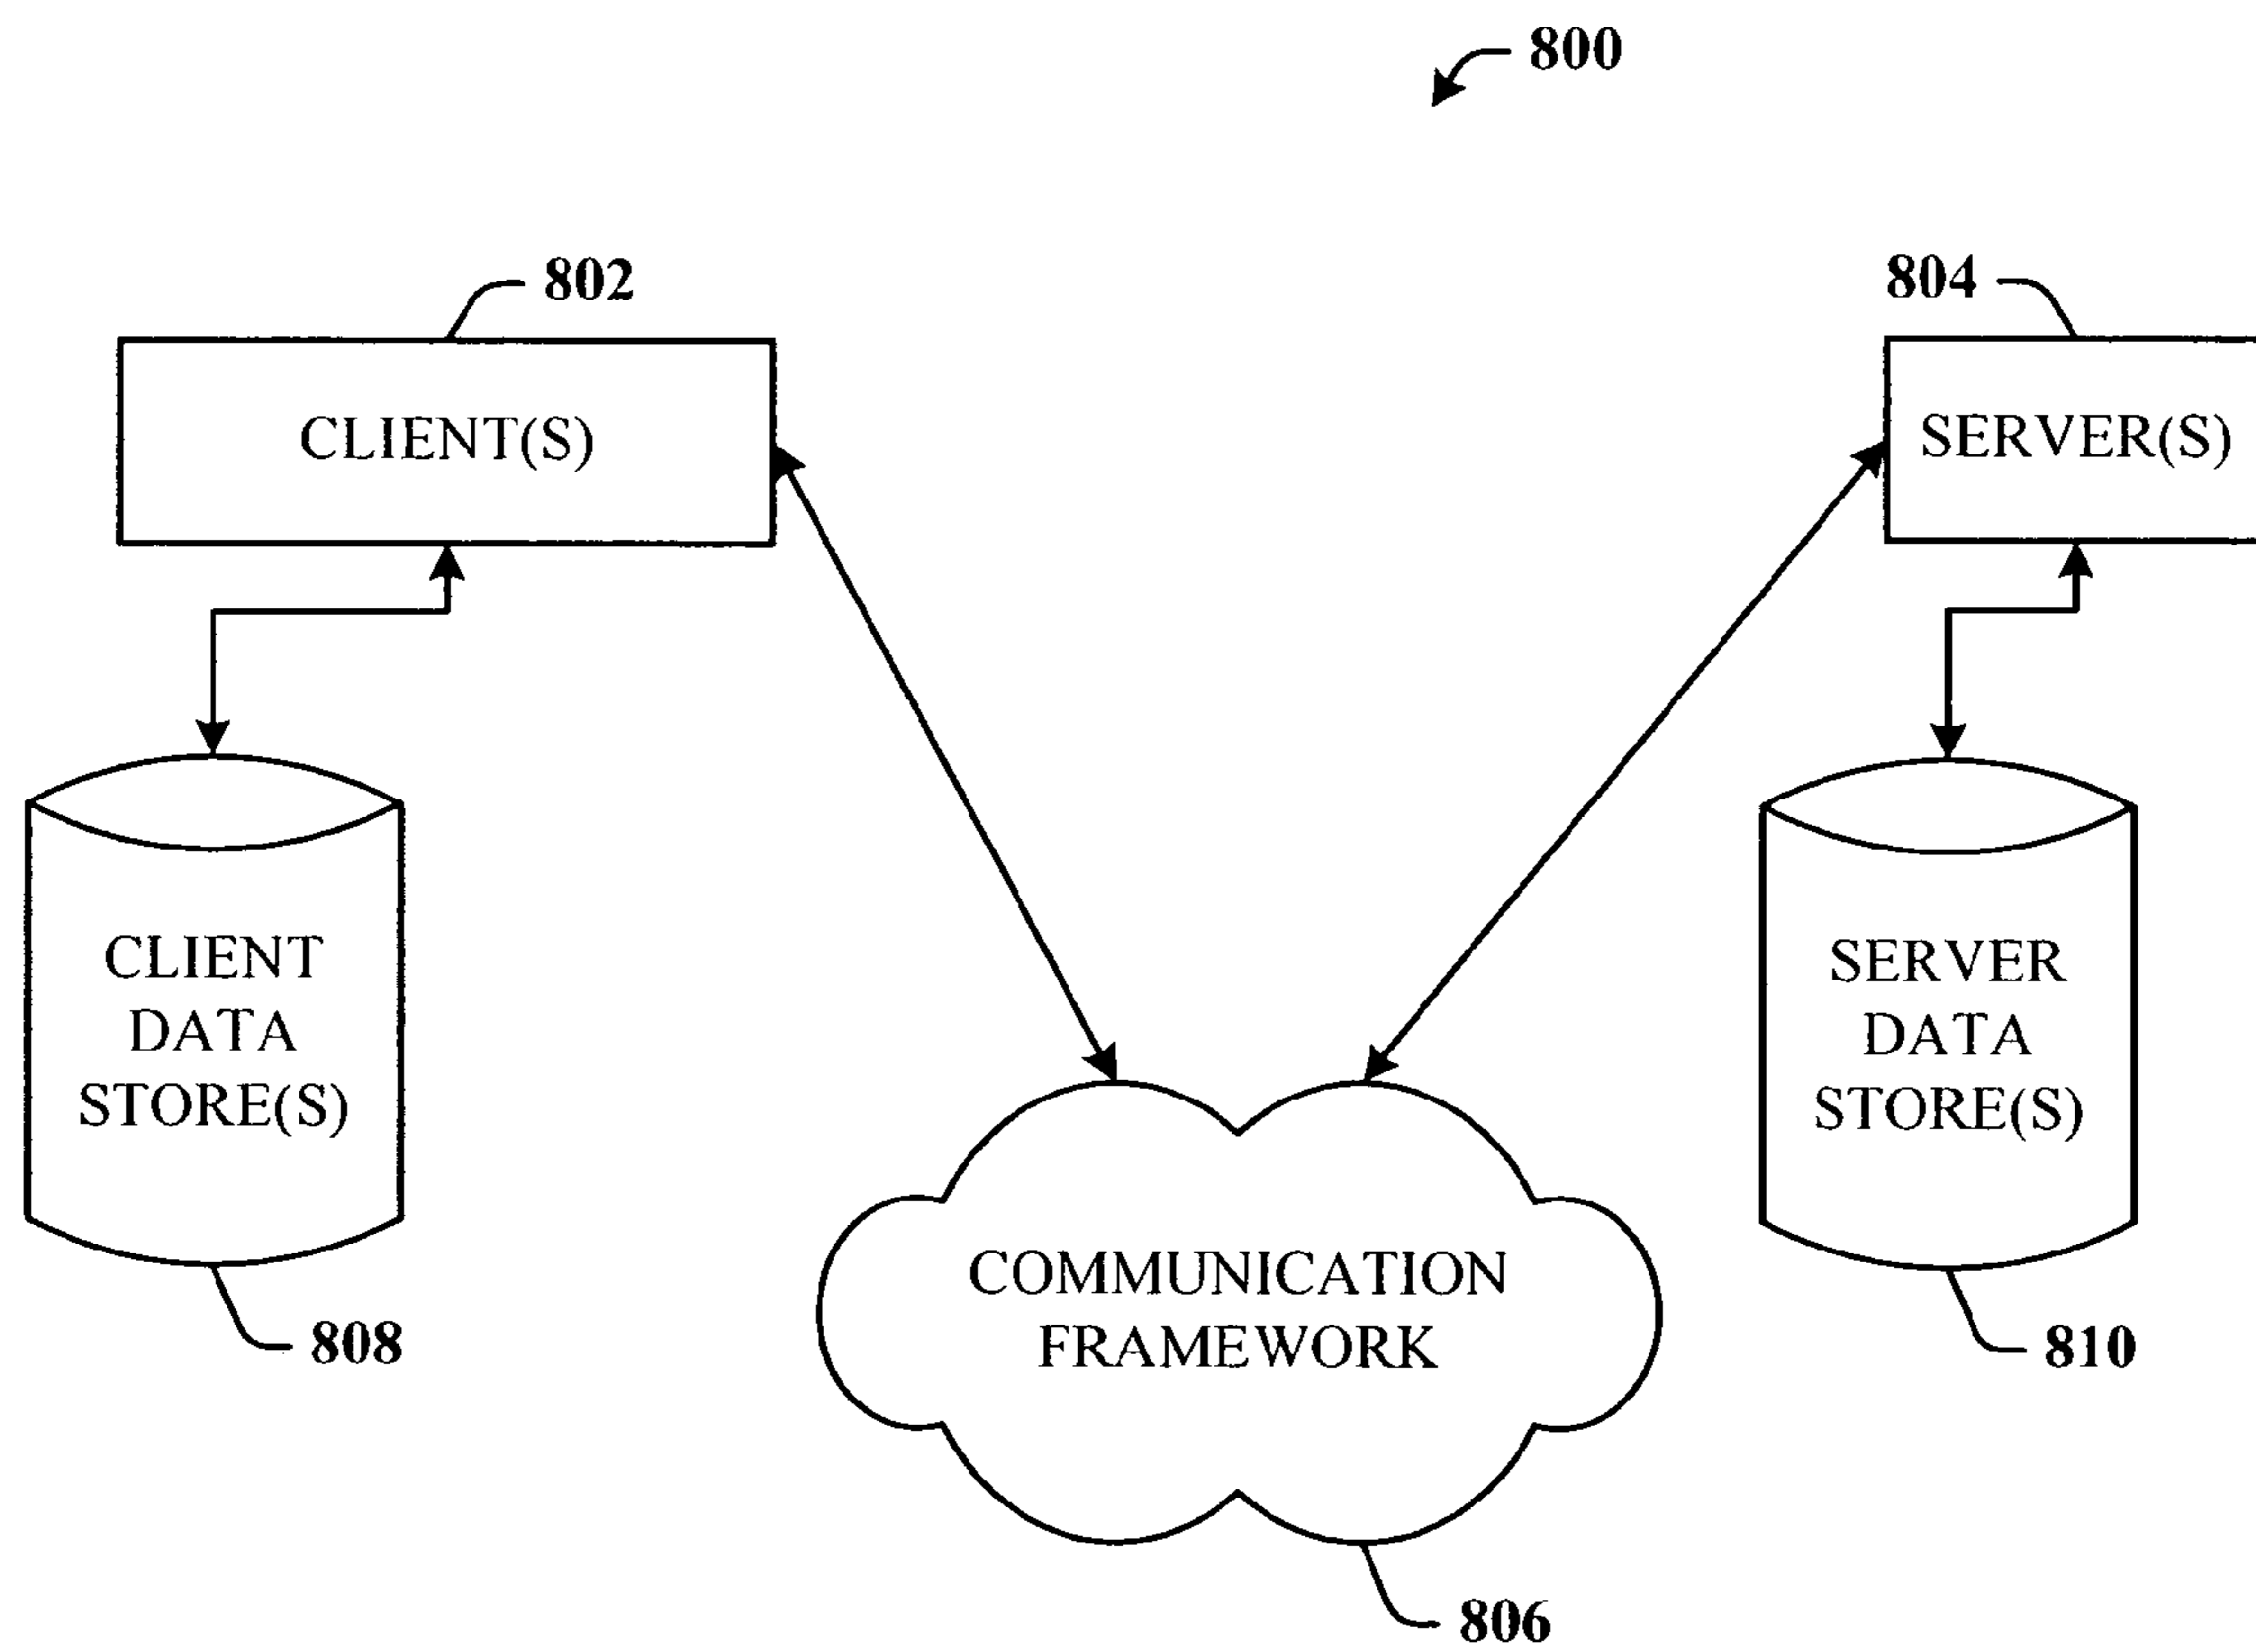 800
802
804
CLIENT(S)
SERVER(S)
CLIENT
DATA
STORE(S)
SERVER
DATA
STORE(S)
COMMUNICATION
FRAMEWORK
808
810
806